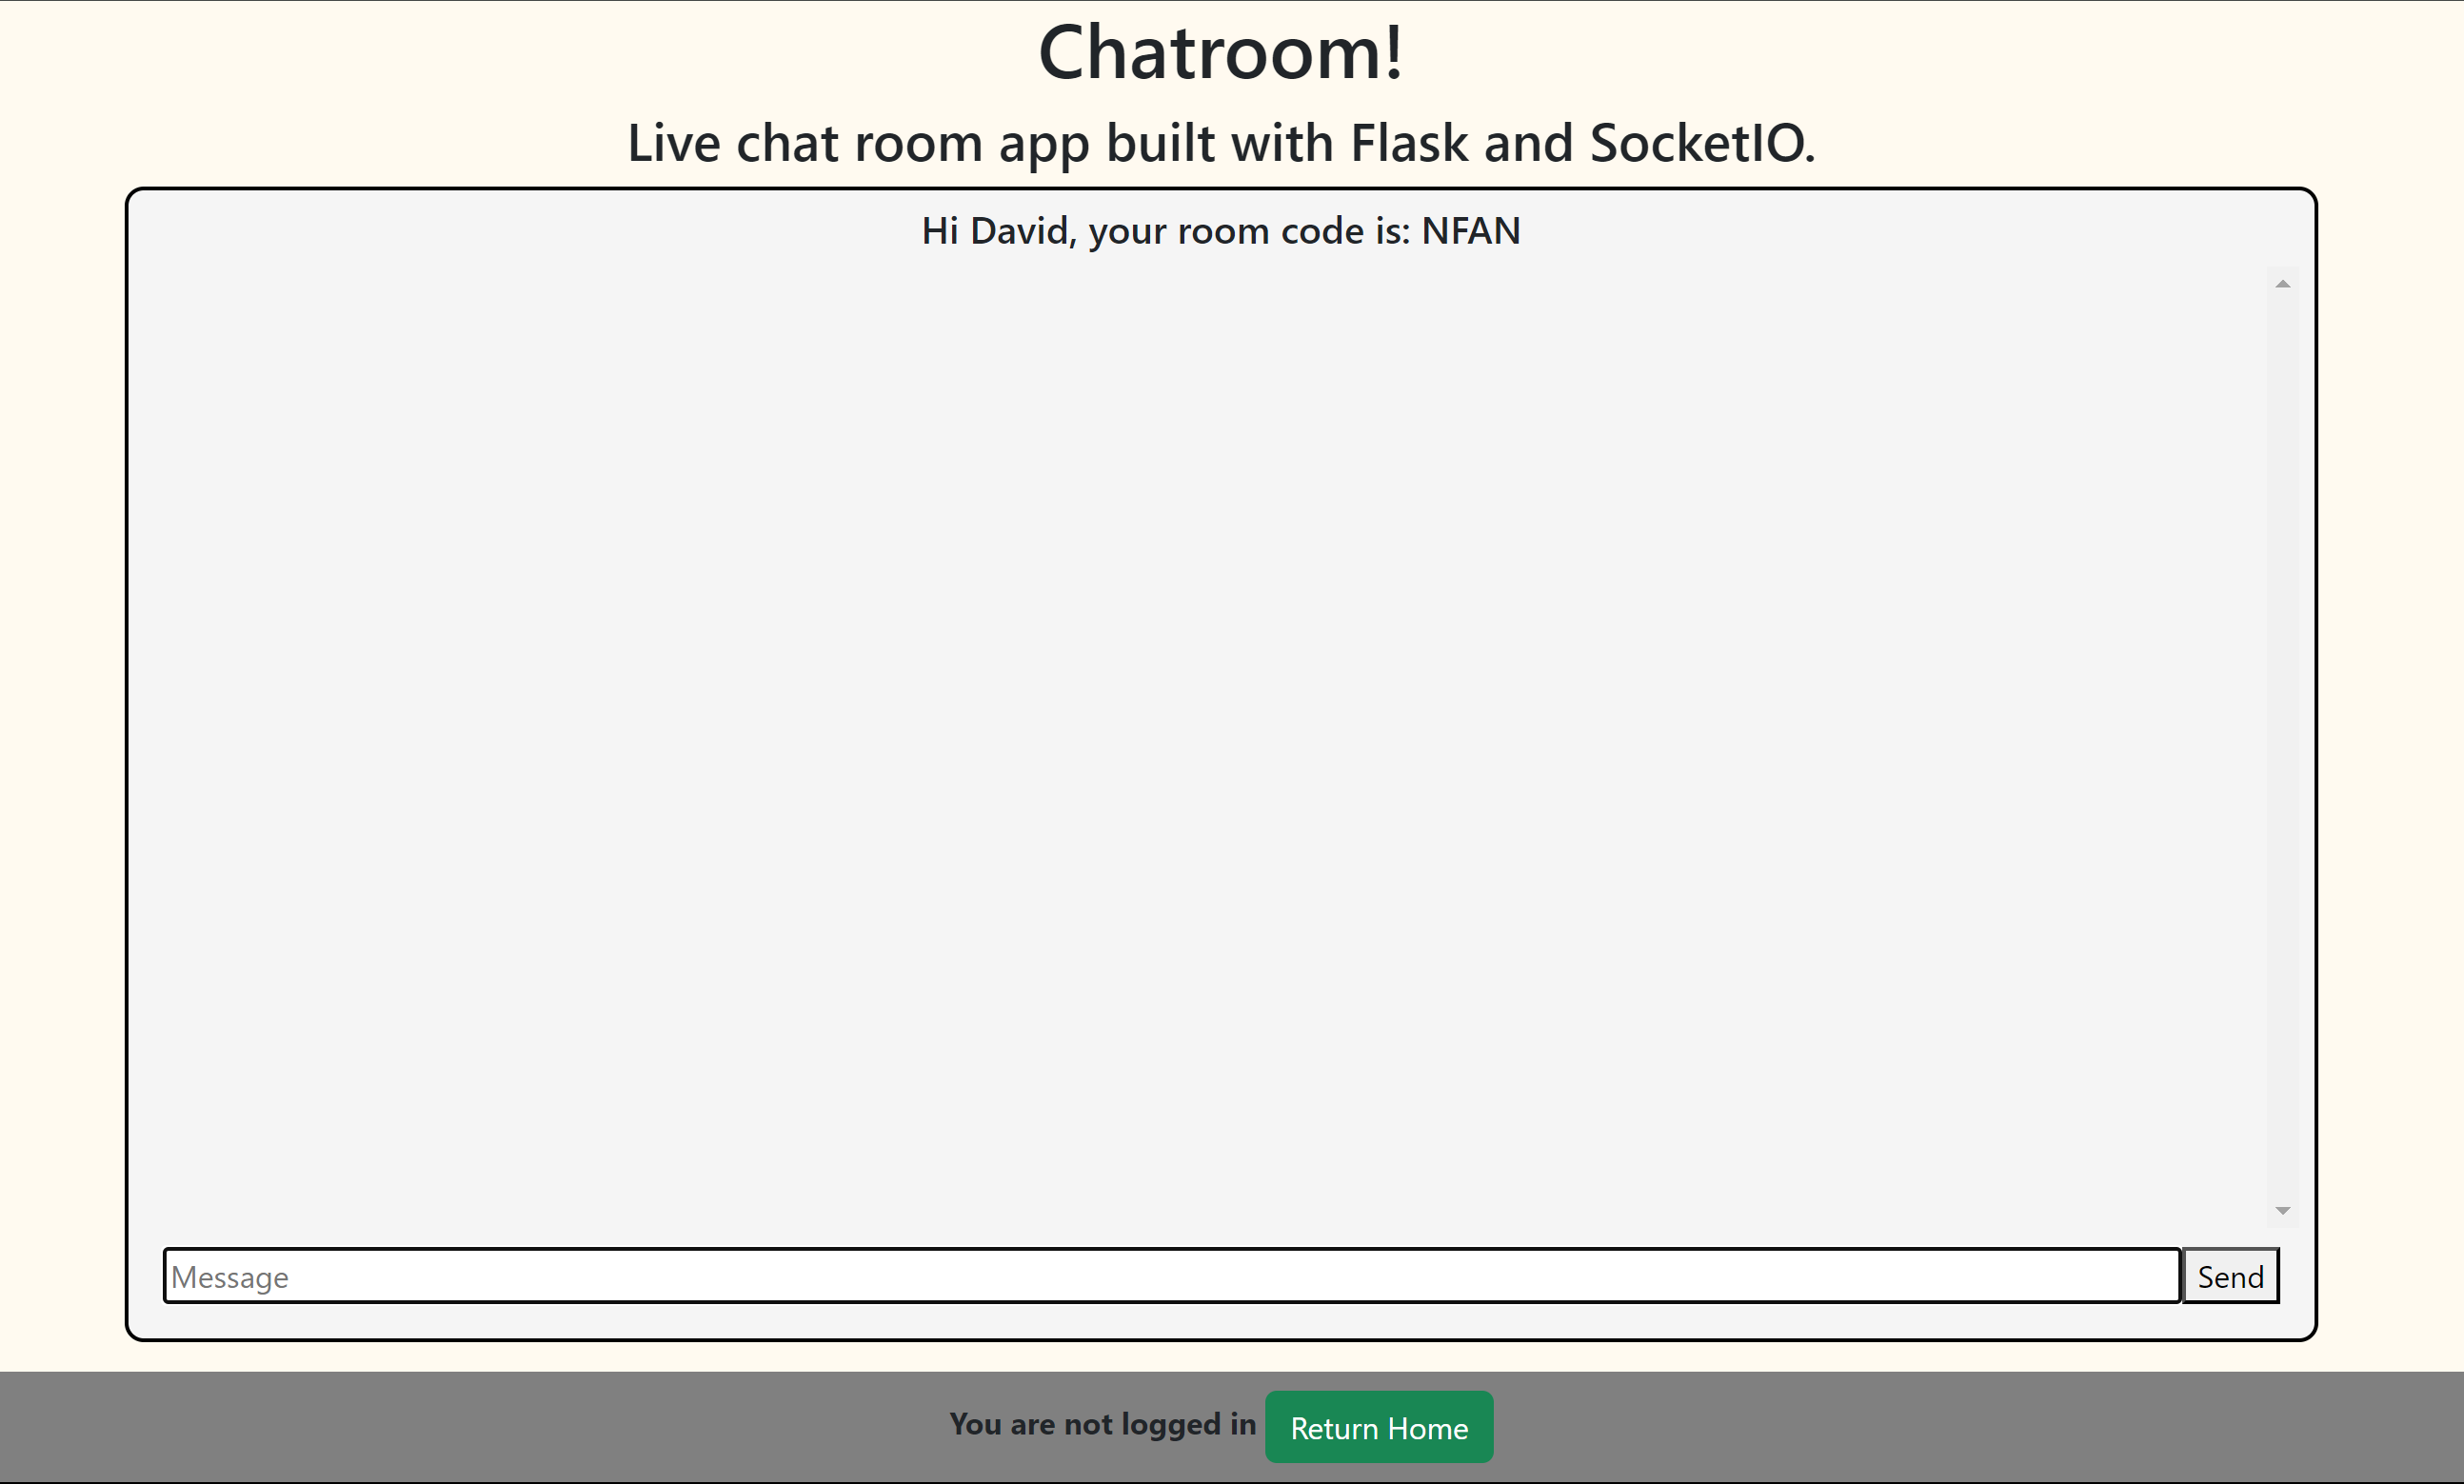 Chatroom!
Live chat room app built with Flask and SocketIO.
Hi David, your room code is: NFAN
Message
Send
You are not logged in
Return Home